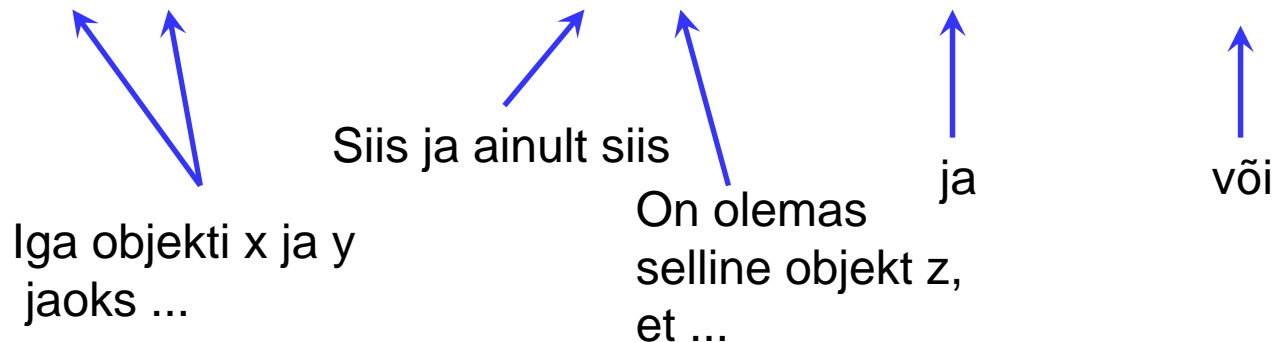 Siis ja ainult siis
ja
või
Iga objekti x ja y
jaoks ...
On olemas
selline objekt z,
et ...